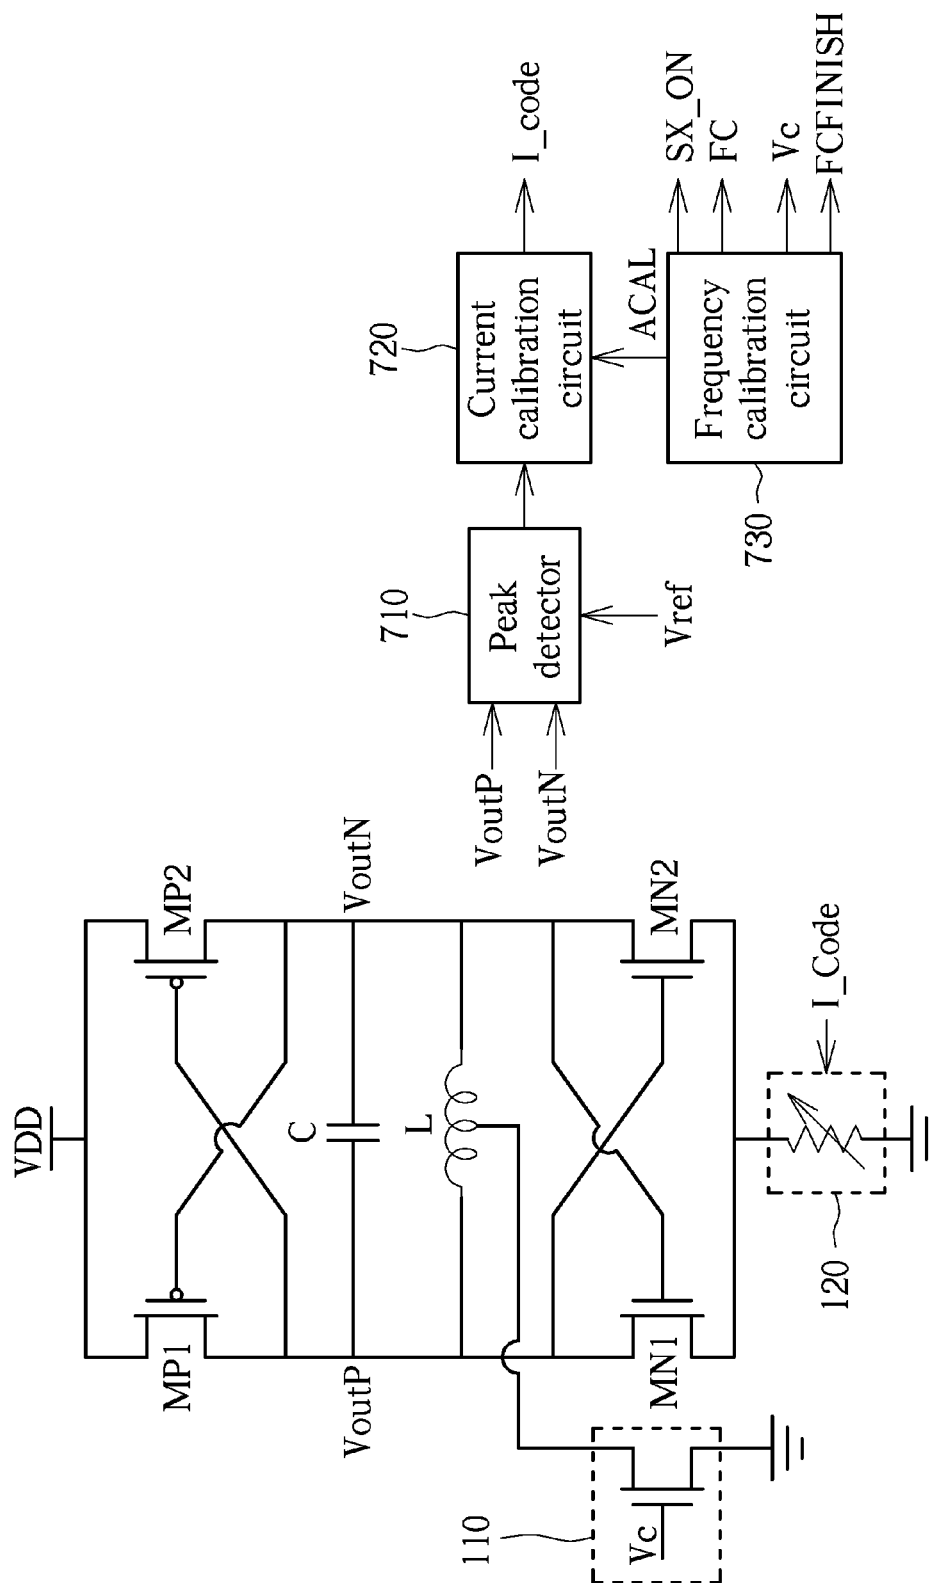 VDD
MP1
MP2
VoutP
C
VoutN
L
MN1
MN2
110
Vc
120
I_Code
VoutP
VoutN
710
Peak
detector
Vref
720
Current
calibration
circuit
I_code
ACAL
730
Frequency
calibration
circuit
SX_ON
FC
Vc
FCFINISH